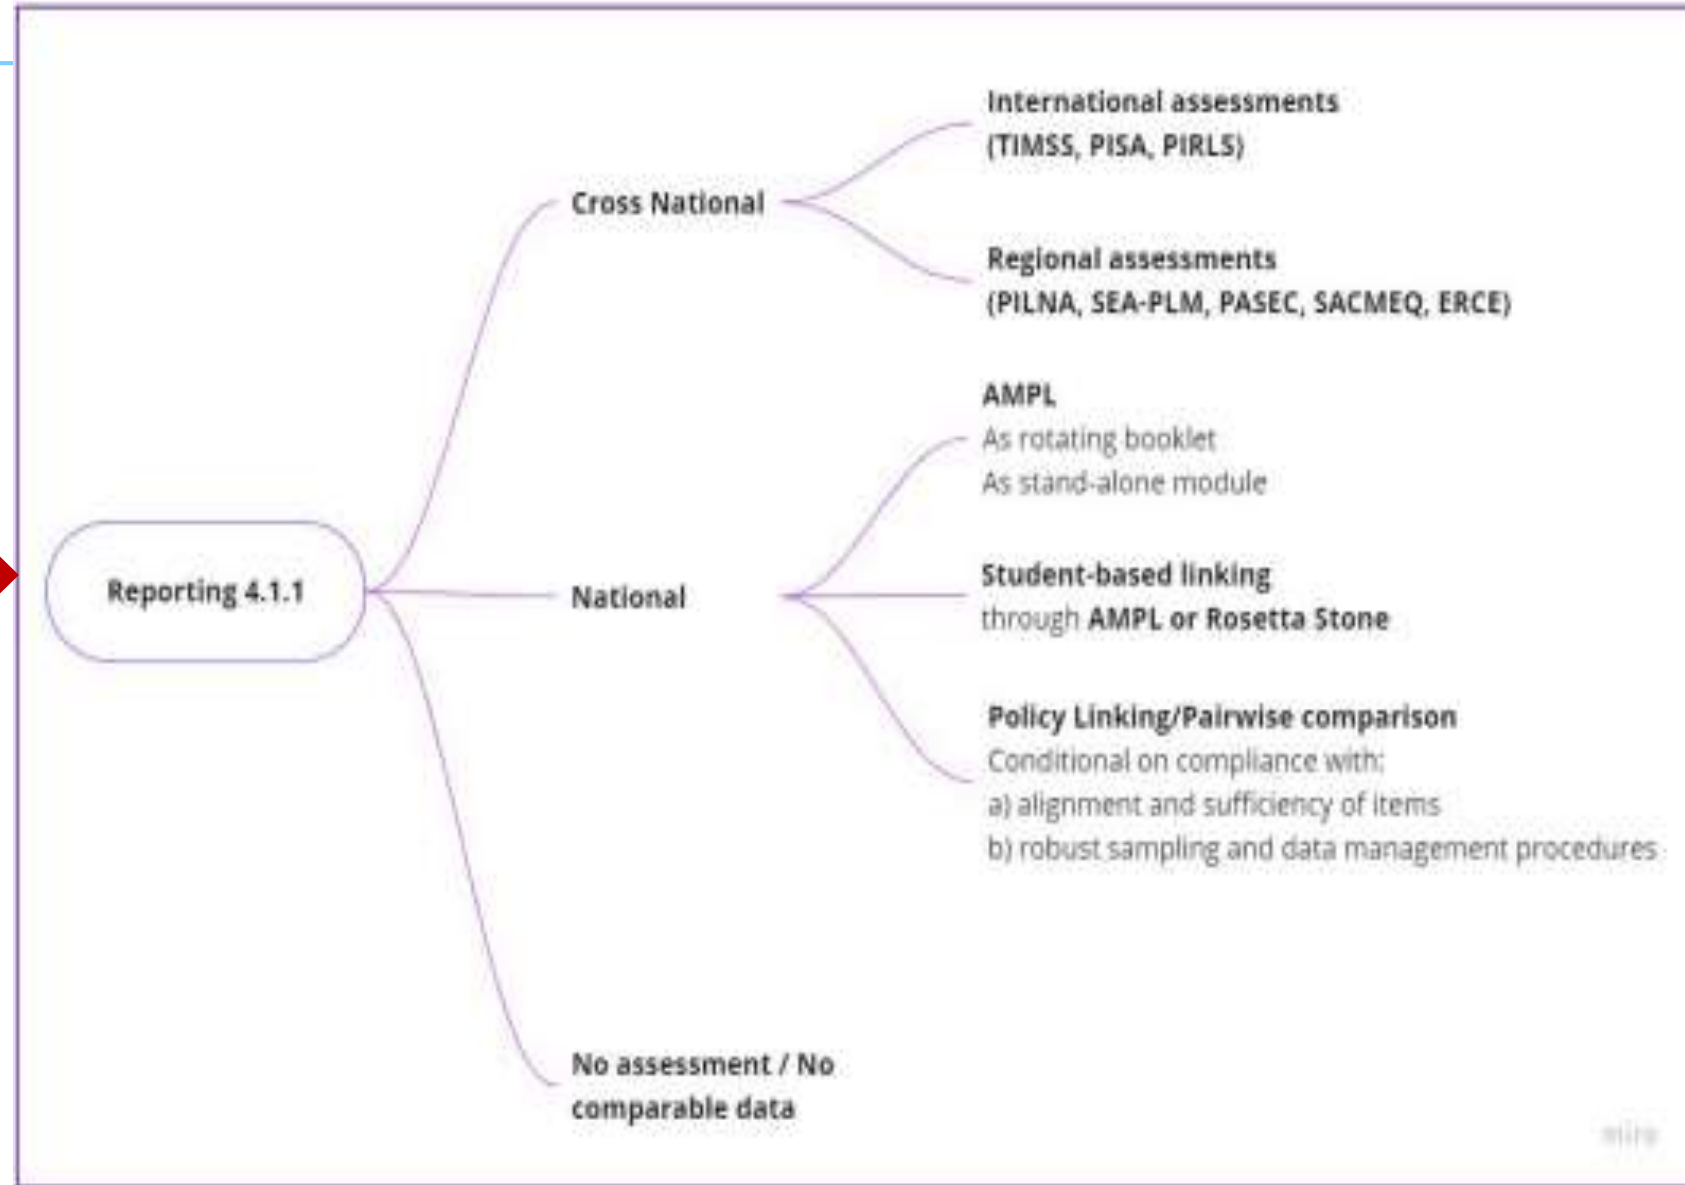 International assessments
(TIMSS, PISA, PIRLS)
Cross National
Regional assessments
(PILNA, SEA-PLM, PASEC, SACMEQ, ERCE)
AMPL
As rotating booklet
As stand-alone module
Reporting 4.1.1
National
Student-based linking
through AMPL or Rosetta Stone
Policy Linking/Pairwise comparison
Conditional on compliance with:
a) alignment and sufficiency of items
b) robust sampling and data management procedures
No assessment / No
comparable data
miro